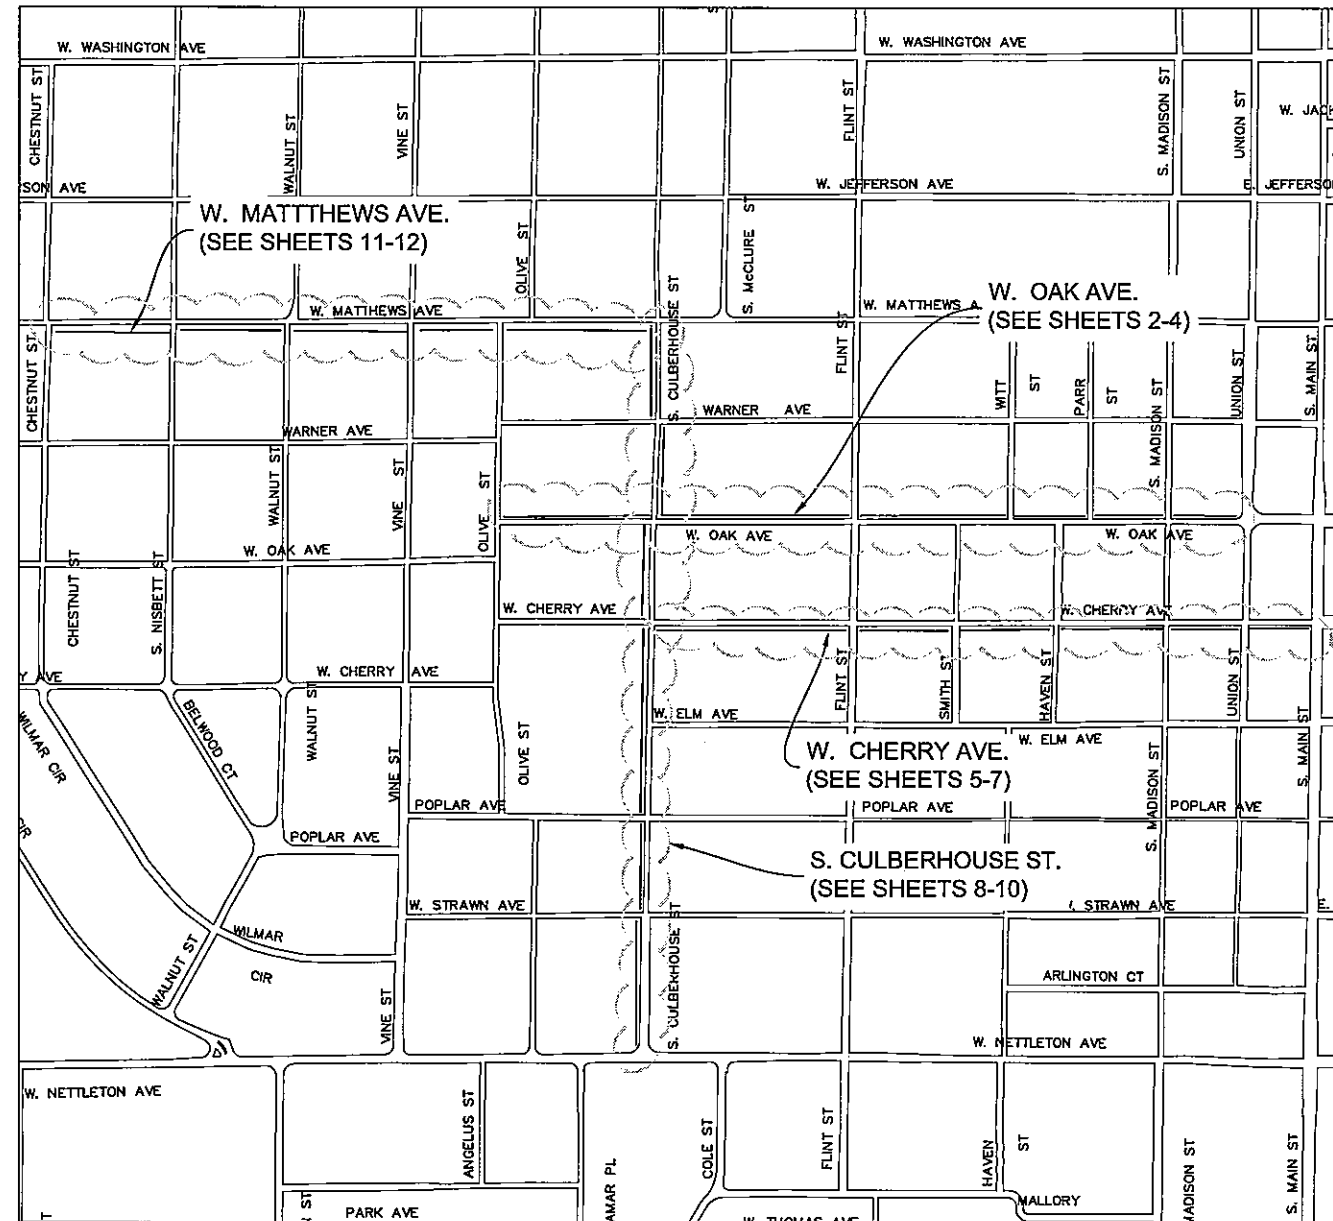 W. WASHINGTON AVE
W. WASHINGTON AVE
CHESTNUT ST
WALNUT ST
VINE ST
FLINT ST
S. MADISON ST
UNION ST
W. JACK
SON AVE
W. JEFFERSON AVE
E. JEFFERSO
W. MATTTHEWS AVE.
(SEE SHEETS 11-12)
OLIVE ST
S. McCLURE ST
S. CULBERHOUSE ST
W. MATTHEWS AVE
W. MATTHEWS A
W. OAK AVE.
(SEE SHEETS 2-4)
CHESTNUT ST
FLINT ST
WITT
ST
PARR
ST
S. MADISON ST
UNION ST
S. MAIN ST
WARNER AVE
WARNER AVE
WALNUT ST
VINE ST
OLIVE ST
W. OAK AVE
W. OAK AVE
W. OAK AVE
CHESTNUT ST
S. NISBETT ST
W. CHERRY AVE
W. CHERRY AVE
Y AVE
W. CHERRY AVE
FLINT ST
SMITH ST
HAVEN ST
UNION ST
WILMAR CIR
BELWOOD CT
WALNUT ST
VINE ST
OLIVE ST
W. ELM AVE
W. ELM AVE
S. MADISON ST
S. MAIN ST
W. CHERRY AVE.
(SEE SHEETS 5-7)
POPLAR AVE
POPLAR AVE
POPLAR AVE
CIR
POPLAR AVE
S. CULBERHOUSE ST.
(SEE SHEETS 8-10)
W. STRAWN AVE
STRAWN AVE
E.
WILMAR
CIR
WALNUT ST
S. CULBERHOUSE ST
ARLINGTON CT
VINE ST
W. NETTLETON AVE
W. NETTLETON AVE
ANGELUS ST
COLE ST
FLINT ST
HAVEN
ST
MADISON ST
S. MAIN ST
AMAR PL
MALLORY
PARK AVE
ST
W. THOMAS AVE